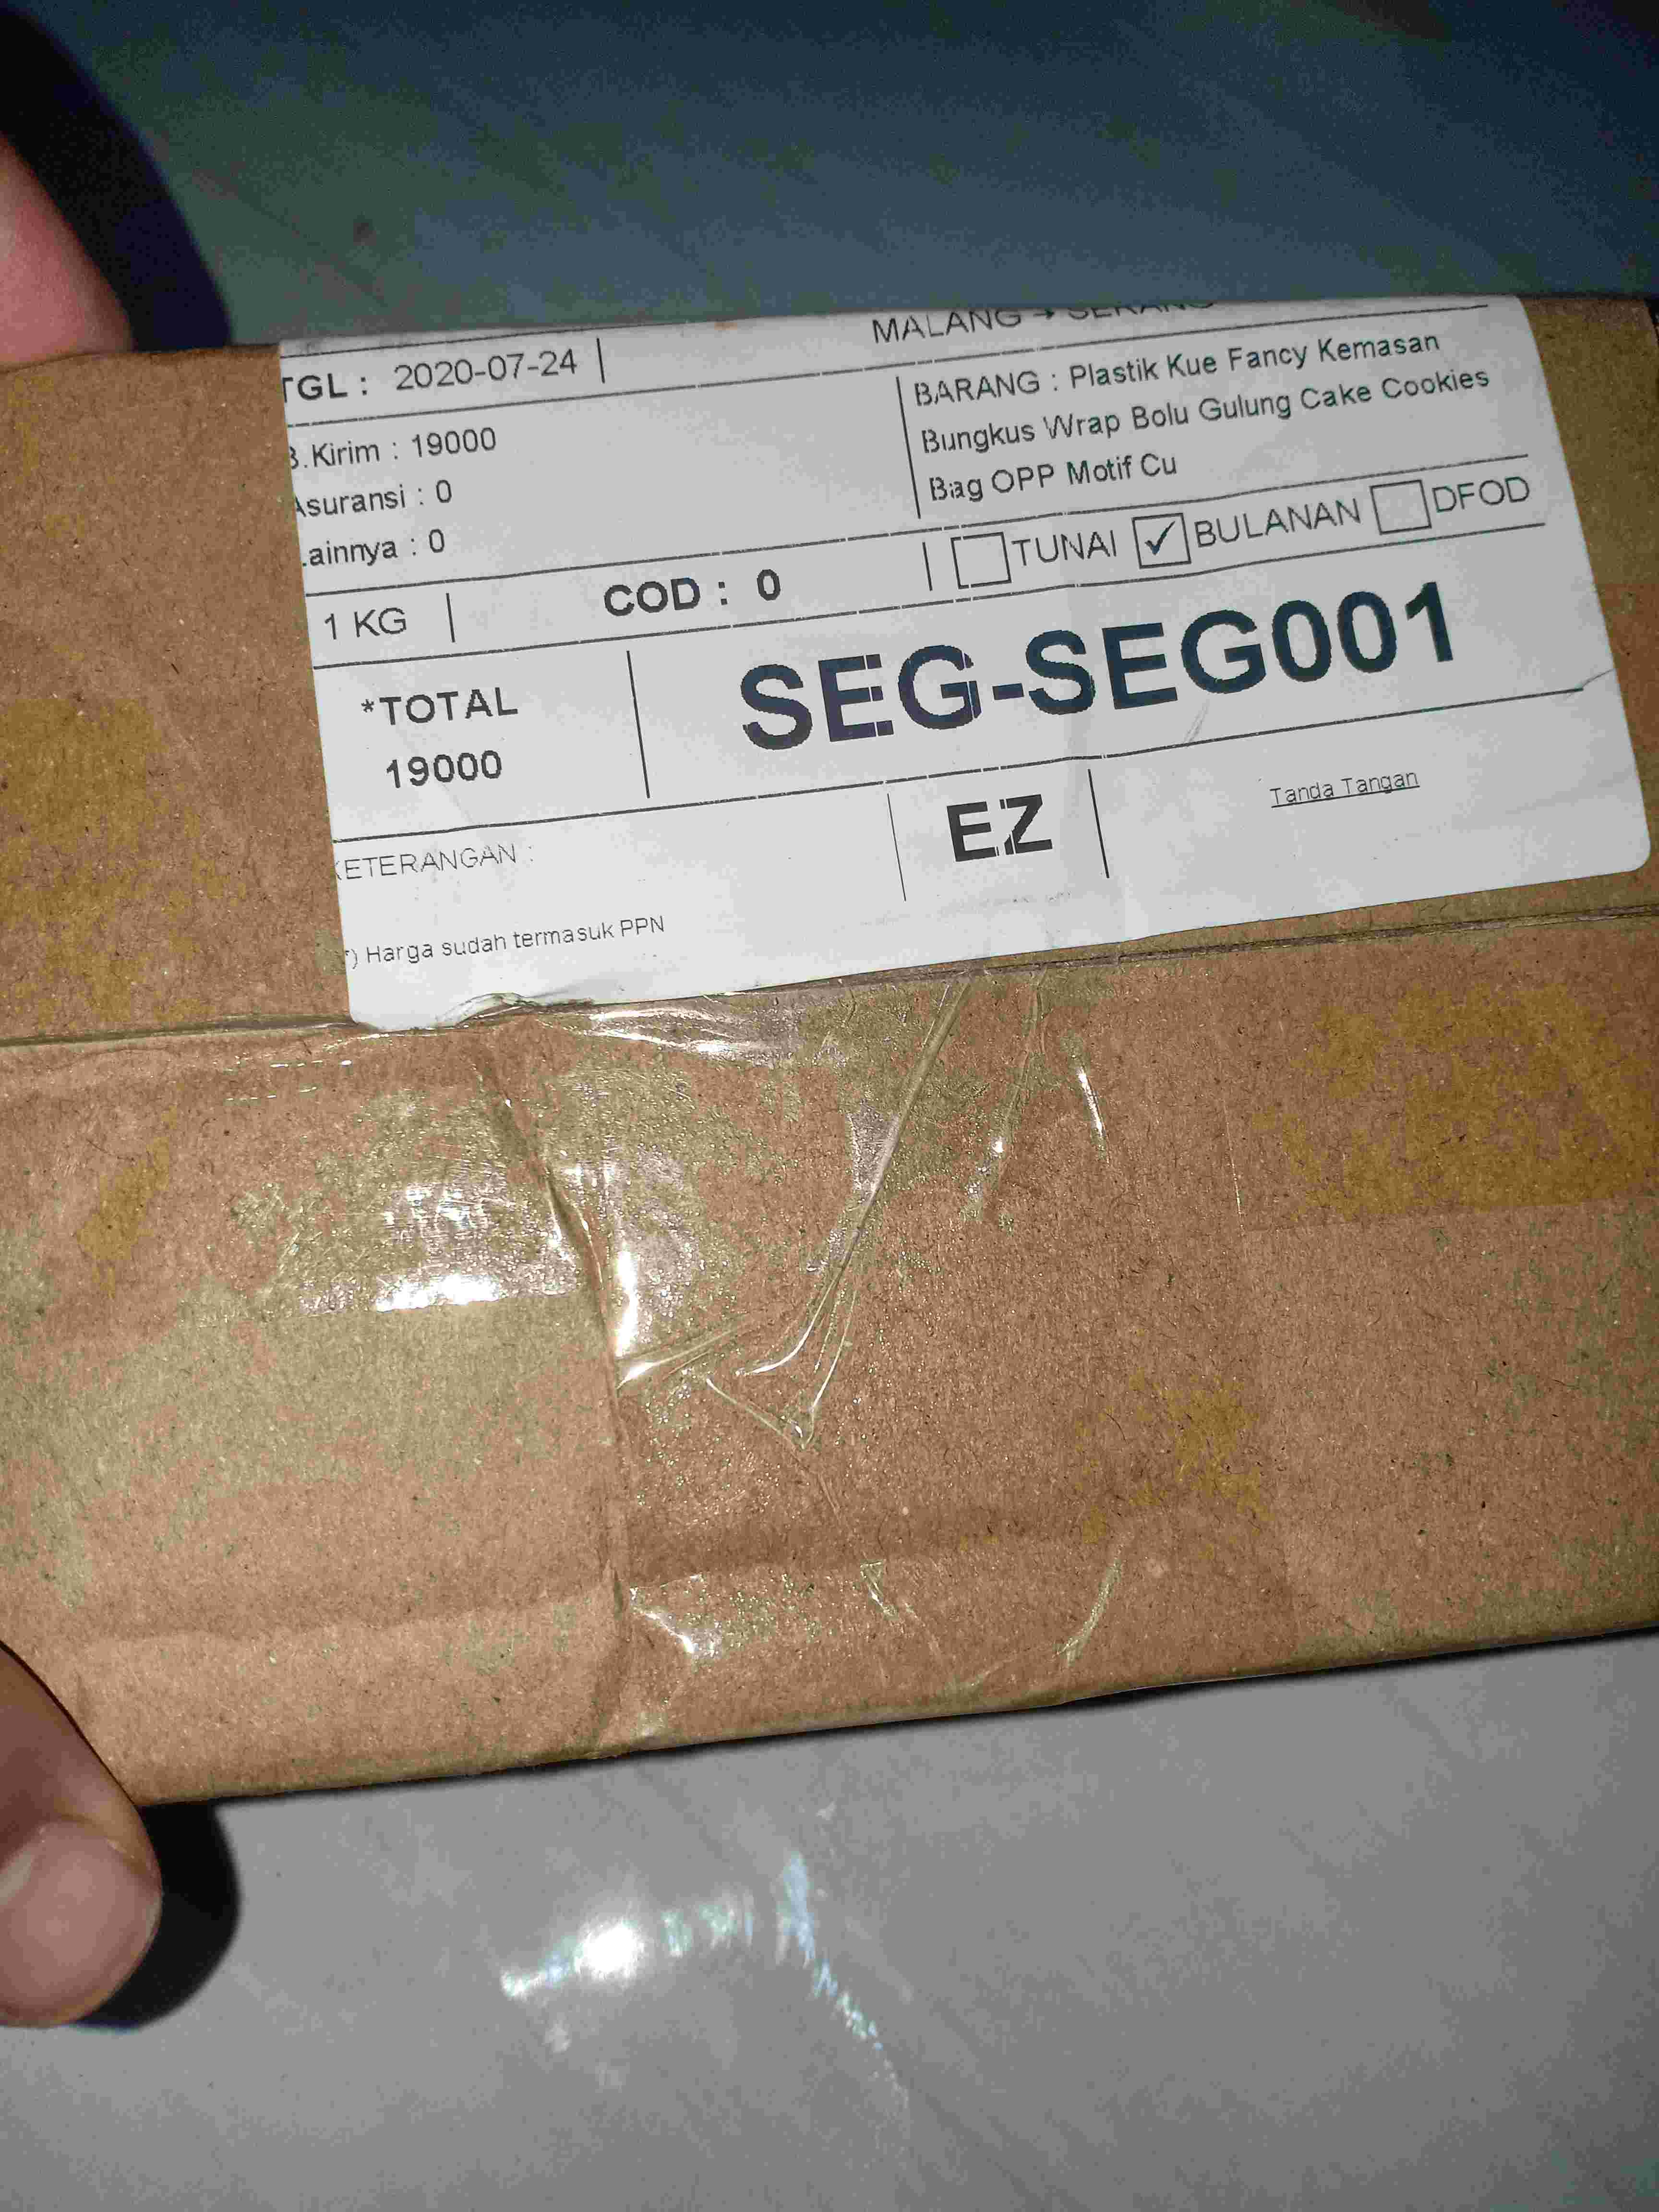 MALANG → SERANG
TGL : 2020-07-24
B.Kirim : 19000
Asuransi : 0
Lainnya : 0
BARANG : Plastik Kue Fancy Kemasan
Bungkus Wrap Bolu Gulung Cake Cookies
Bag OPP Motif Cu
1 KG
COD : 0
TUNAI ✓ BULANAN DFOD
*TOTAL
19000
SEG-SEG001
KETERANGAN :
EZ
Tanda Tangan
*) Harga sudah termasuk PPN